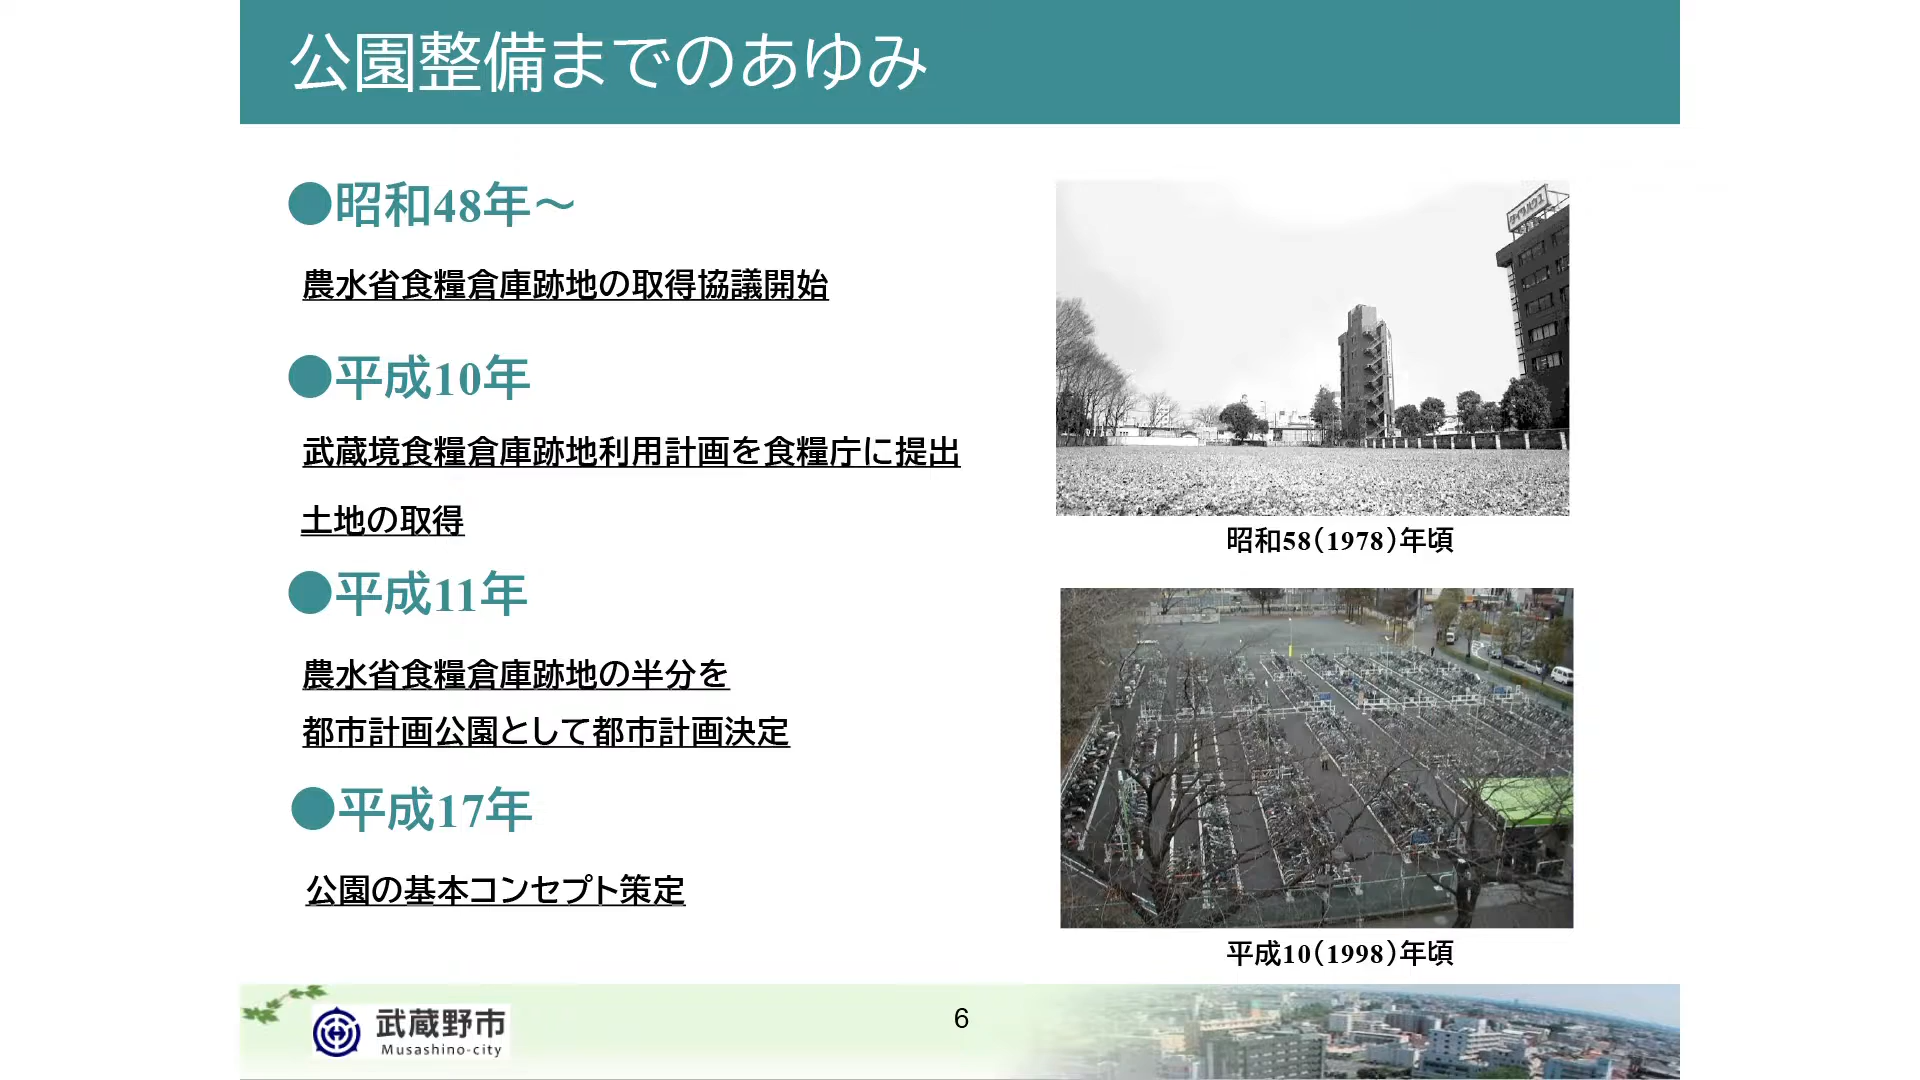 公園整備までのあゆみ
●昭和48年～
農水省食糧倉庫跡地の取得協議開始
●平成10年
武蔵境食糧倉庫跡地利用計画を食糧庁に提出
土地の取得
●平成11年
農水省食糧倉庫跡地の半分を
都市計画公園として都市計画決定
●平成17年
公園の基本コンセプト策定
昭和58（1978）年頃
平成10（1998）年頃
武蔵野市
Musashino-city
6